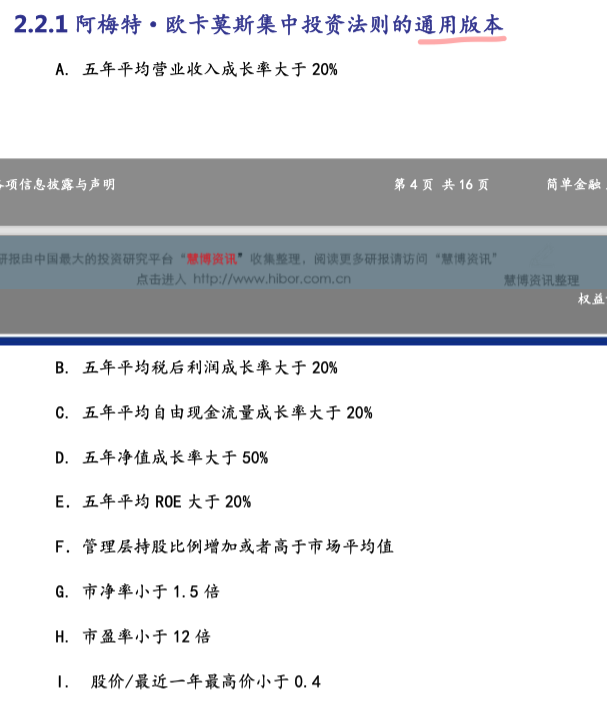 2.2.1 阿梅特·欧卡莫斯集中投资法则的通用版本
A. 五年平均营业收入成长率大于 20%
项信息披露与声明
第 4 页 共 16 页
简单金融
研报由中国最大的投资研究平台“慧博资讯”收集整理，阅读更多研报请访问“慧博资讯”
点击进入 http://www.hibor.com.cn
慧博资讯整理
权益
B. 五年平均税后利润成长率大于 20%
C. 五年平均自由现金流量成长率大于 20%
D. 五年净值成长率大于 50%
E. 五年平均 ROE 大于 20%
F. 管理层持股比例增加或者高于市场平均值
G. 市净率小于 1.5 倍
H. 市盈率小于 12 倍
I. 股价/最近一年最高价小于 0.4